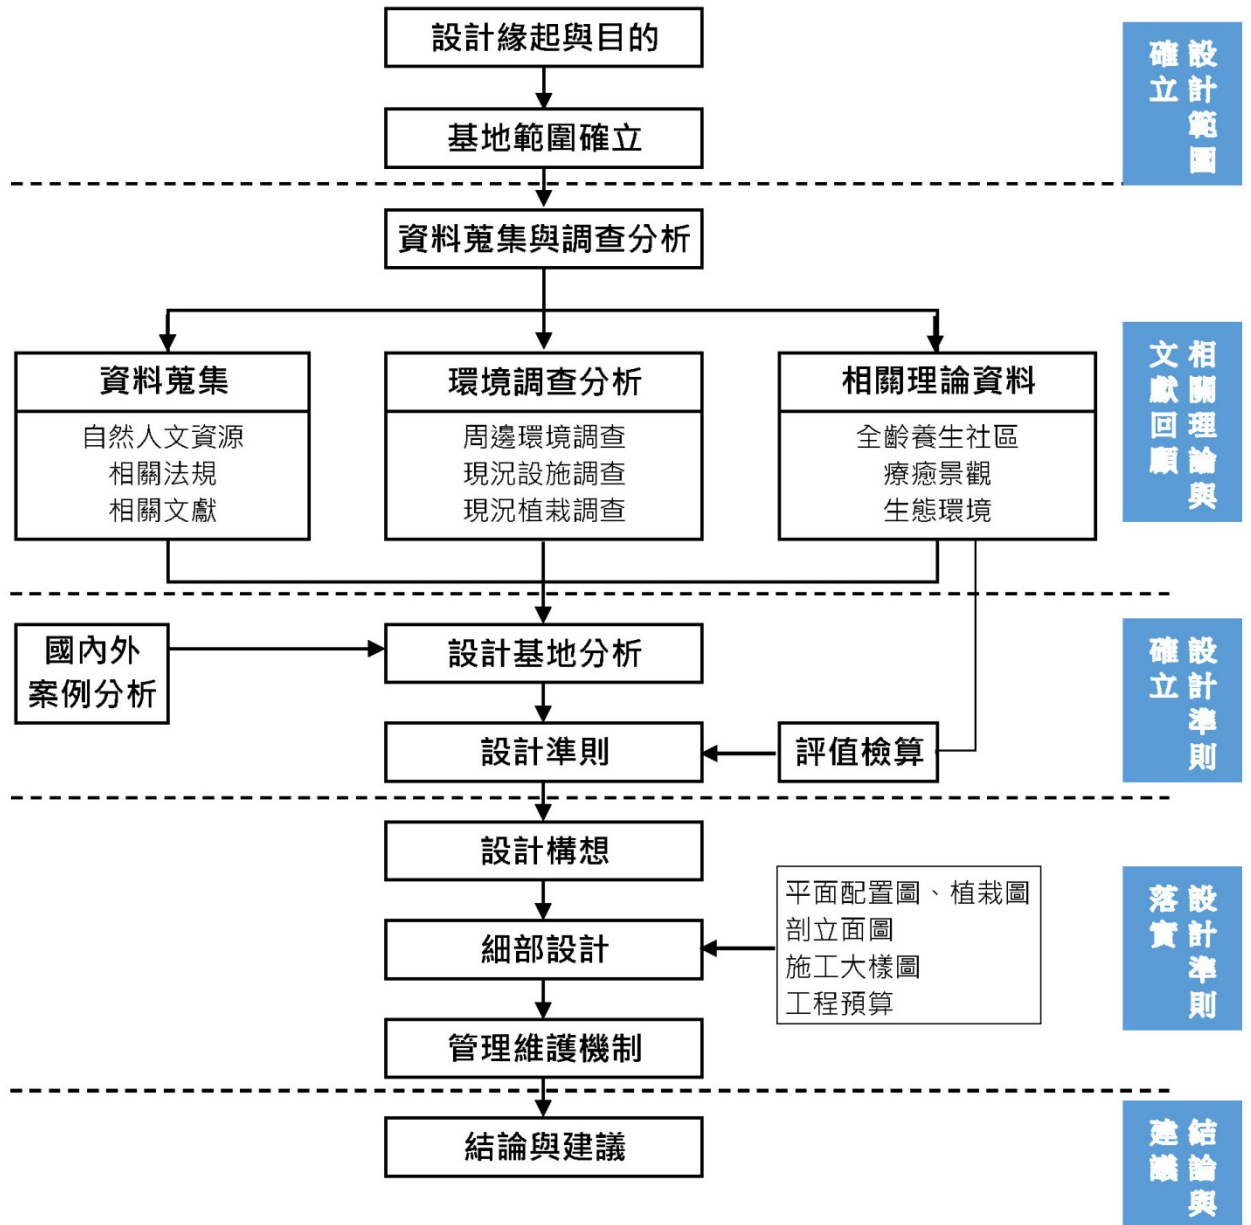 設計緣起與目的
基地範圍確立
設計範圍
確立
資料蒐集與調查分析
資料蒐集
自然人文資源
相關法規
相關文獻
環境調查分析
周邊環境調查
現況設施調查
現況植栽調查
相關理論資料
全齡養生社區
療癒景觀
生態環境
相關理論與
文獻回顧
國內外
案例分析
設計基地分析
設計準則
評值檢算
設計準則
確立
設計構想
細部設計
管理維護機制
平面配置圖、植栽圖
剖立面圖
施工大樣圖
工程預算
設計準則
落實
結論與建議
結論與
建議